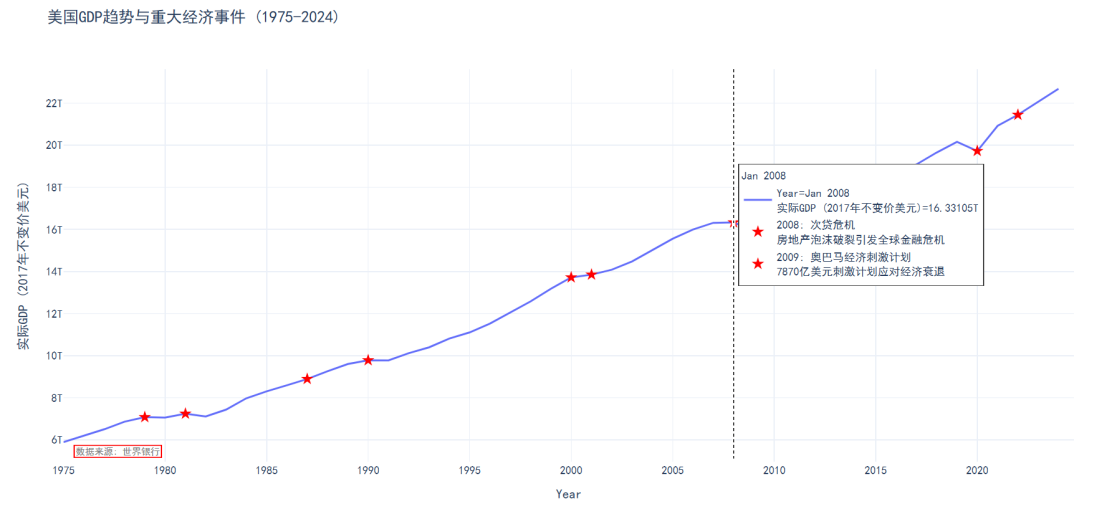 美国GDP趋势与重大经济事件 (1975-2024)
实际GDP (2017年不变价美元)
22T
20T
18T
16T
14T
12T
10T
8T
6T
Jan 2008
Year=Jan 2008
实际GDP (2017年不变价美元)=16.33105T
2008: 次贷危机
房地产泡沫破裂引发全球金融危机
2009: 奥巴马经济刺激计划
7870亿美元刺激计划应对经济衰退
数据来源: 世界银行
1975
1980
1985
1990
1995
2000
2005
2010
2015
2020
Year